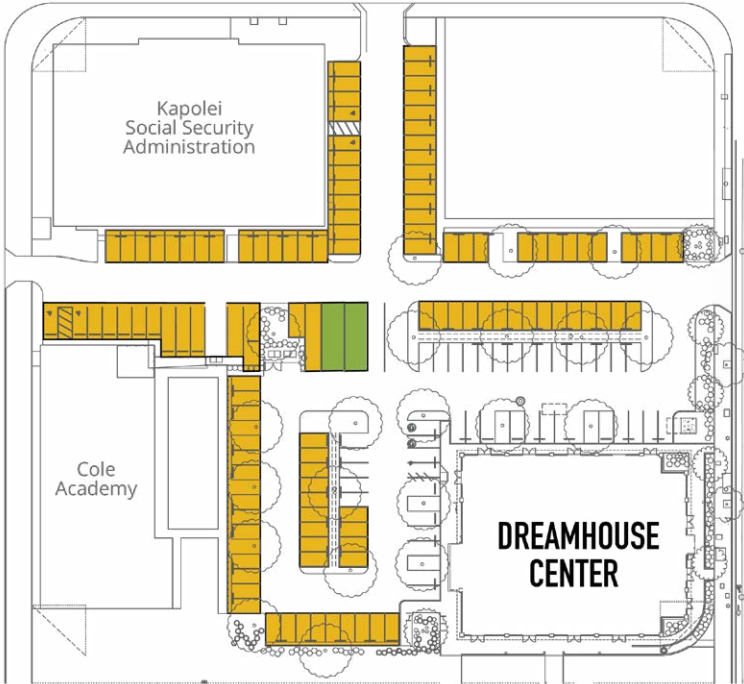 Kapolei
Social Security
Administration
Cole
Academy
DREAMHOUSE
CENTER